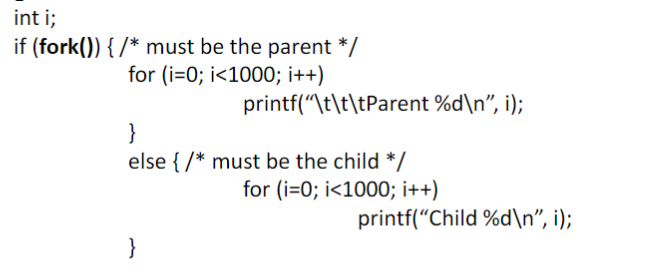 int i;
if (fork()) { /* must be the parent */
for (i=0; i<1000; i++)
printf(“\t\t\tParent %d\n”, i);
}
else { /* must be the child */
for (i=0; i<1000; i++)
printf(“Child %d\n”, i);
}